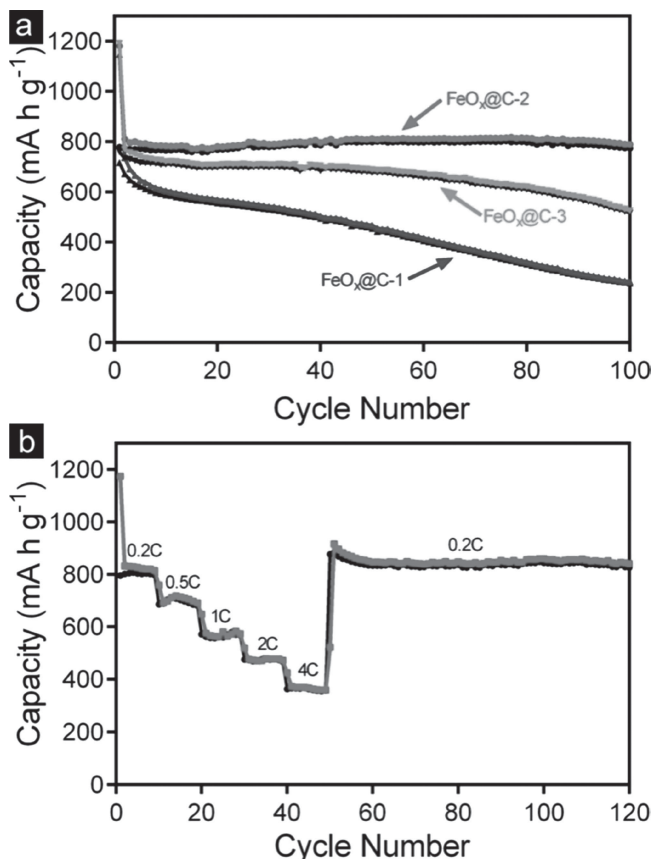 a
1200
1000
800
600
400
200
0
Capacity (mA h g⁻¹)
FeOₓ@C-2
FeOₓ@C-3
FeOₓ@C-1
0 20 40 60 80 100
Cycle Number
b
1200
1000
800
600
400
200
0
Capacity (mA h g⁻¹)
0.2C
0.5C
1C
2C
4C
0.2C
0 20 40 60 80 100 120
Cycle Number